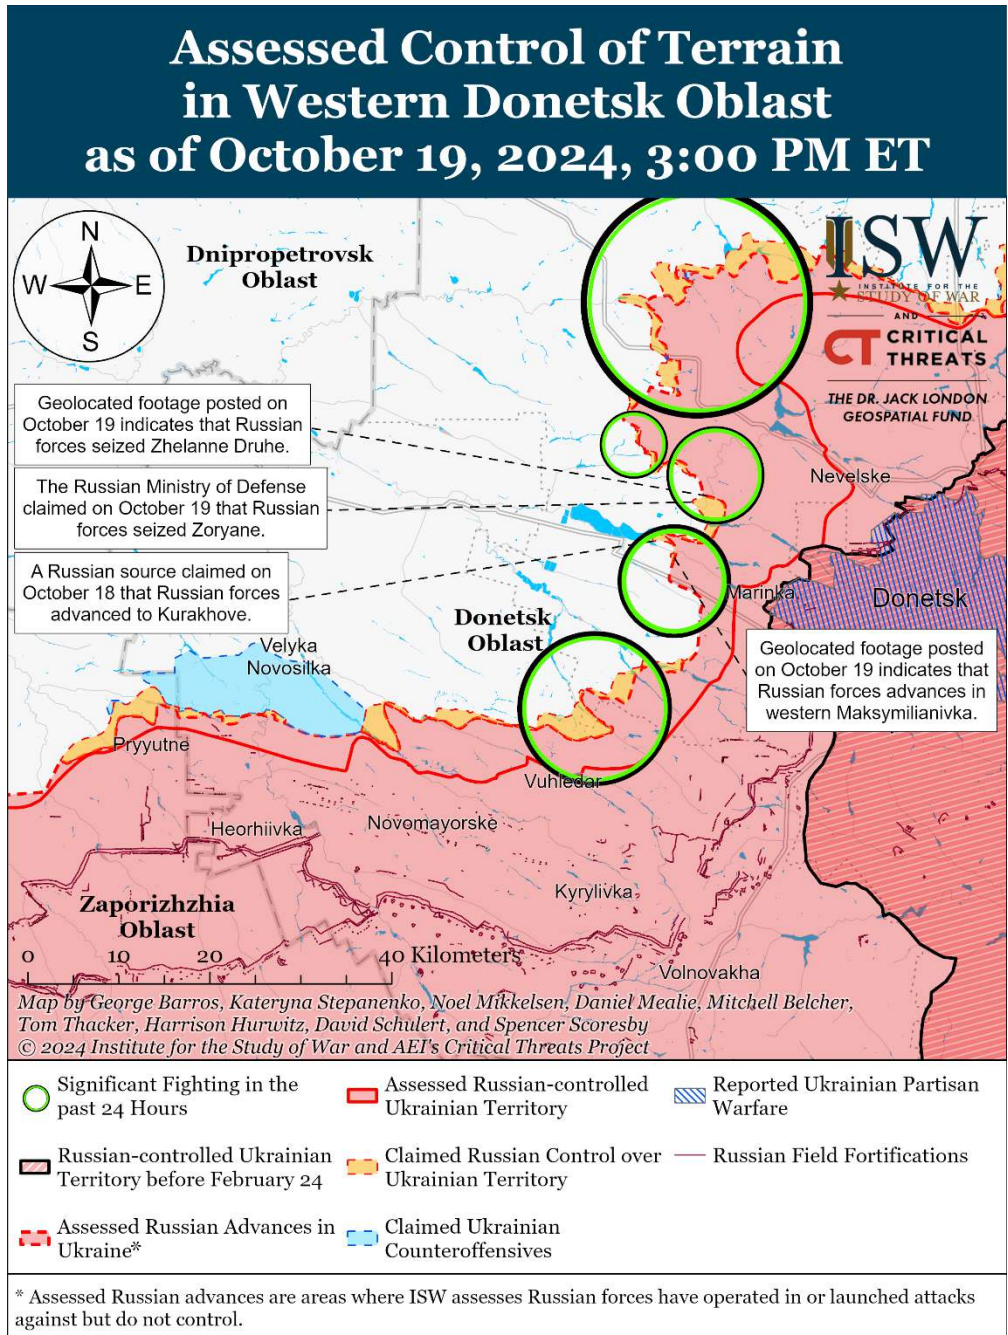 Assessed Control of Terrain
in Western Donetsk Oblast
as of October 19, 2024, 3:00 PM ET
N
W
E
S
Dnipropetrovsk
Oblast
ISW
INSTITUTE FOR THE
STUDY OF WAR
AND
CT CRITICAL
THREATS
THE DR. JACK LONDON
GEOSPATIAL FUND
Geolocated footage posted on
October 19 indicates that Russian
forces seized Zhelanne Druhe.
The Russian Ministry of Defense
claimed on October 19 that Russian
forces seized Zoryane.
A Russian source claimed on
October 18 that Russian forces
advanced to Kurakhove.
Nevelske
Marinka
Donetsk
Donetsk
Oblast
Geolocated footage posted
on October 19 indicates that
Russian forces advances in
western Maksymilianivka.
Velyka
Novosilka
Pryyutne
Vuhledar
Heorhiivka
Novomayorske
Kyrylivka
Zaporizhzhia
Oblast
Volnovakha
0
10
20
40 Kilometers
Map by George Barros, Kateryna Stepanenko, Noel Mikkelsen, Daniel Mealie, Mitchell Belcher,
Tom Thacker, Harrison Hurwitz, David Schulert, and Spencer Scoresby
© 2024 Institute for the Study of War and AEI's Critical Threats Project
Significant Fighting in the
past 24 Hours
Assessed Russian-controlled
Ukrainian Territory
Reported Ukrainian Partisan
Warfare
Russian-controlled Ukrainian
Territory before February 24
Claimed Russian Control over
Ukrainian Territory
Russian Field Fortifications
Assessed Russian Advances in
Ukraine*
Claimed Ukrainian
Counteroffensives
* Assessed Russian advances are areas where ISW assesses Russian forces have operated in or launched attacks
against but do not control.